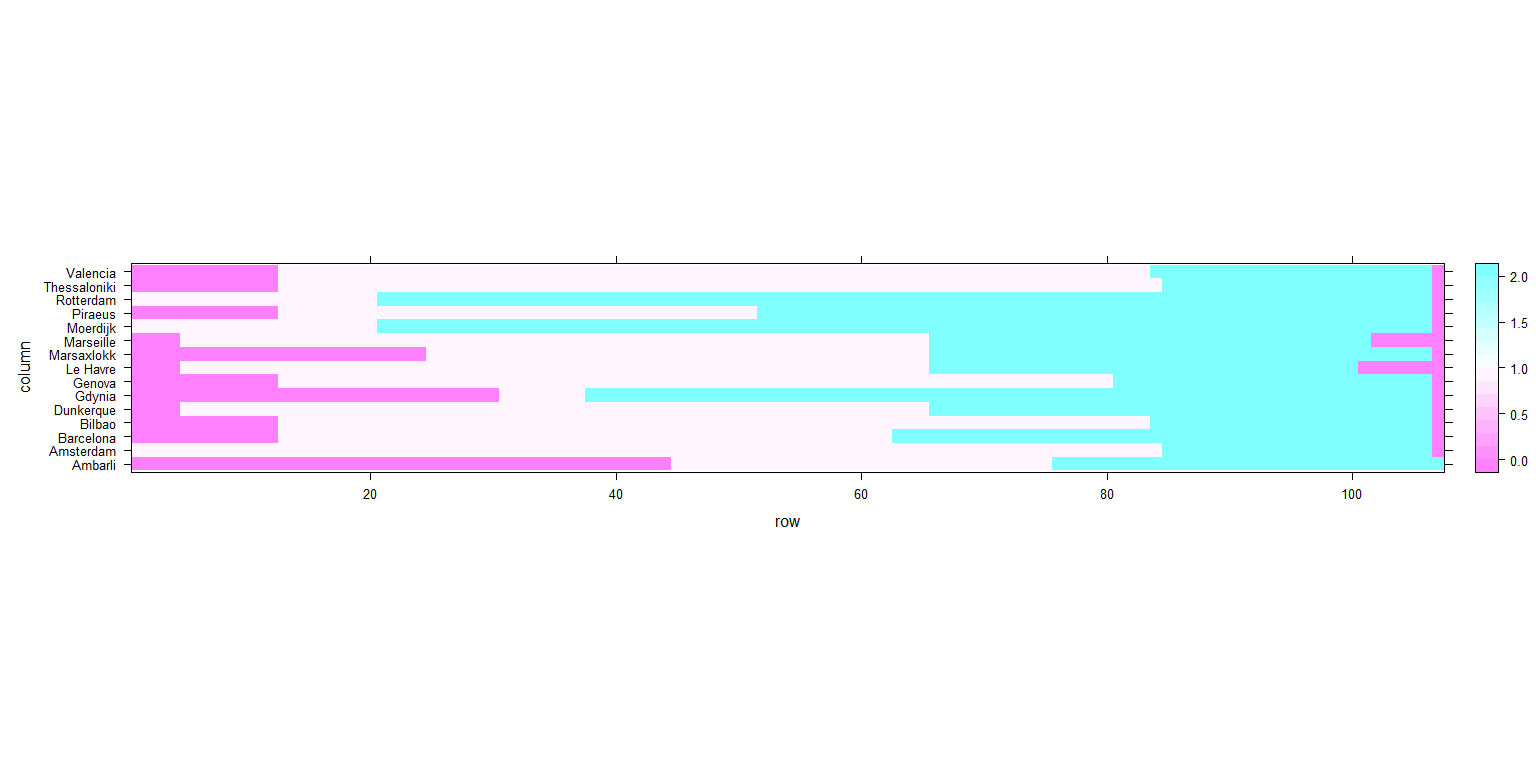 Valencia
Thessaloniki
Rotterdam
Piraeus
Moerdijk
Marseille
Marsaxlokk
Le Havre
Genova
Gdynia
Dunkerque
Bilbao
Barcelona
Amsterdam
Ambarli
column
20
40
60
80
100
row
2.0
1.5
1.0
0.5
0.0